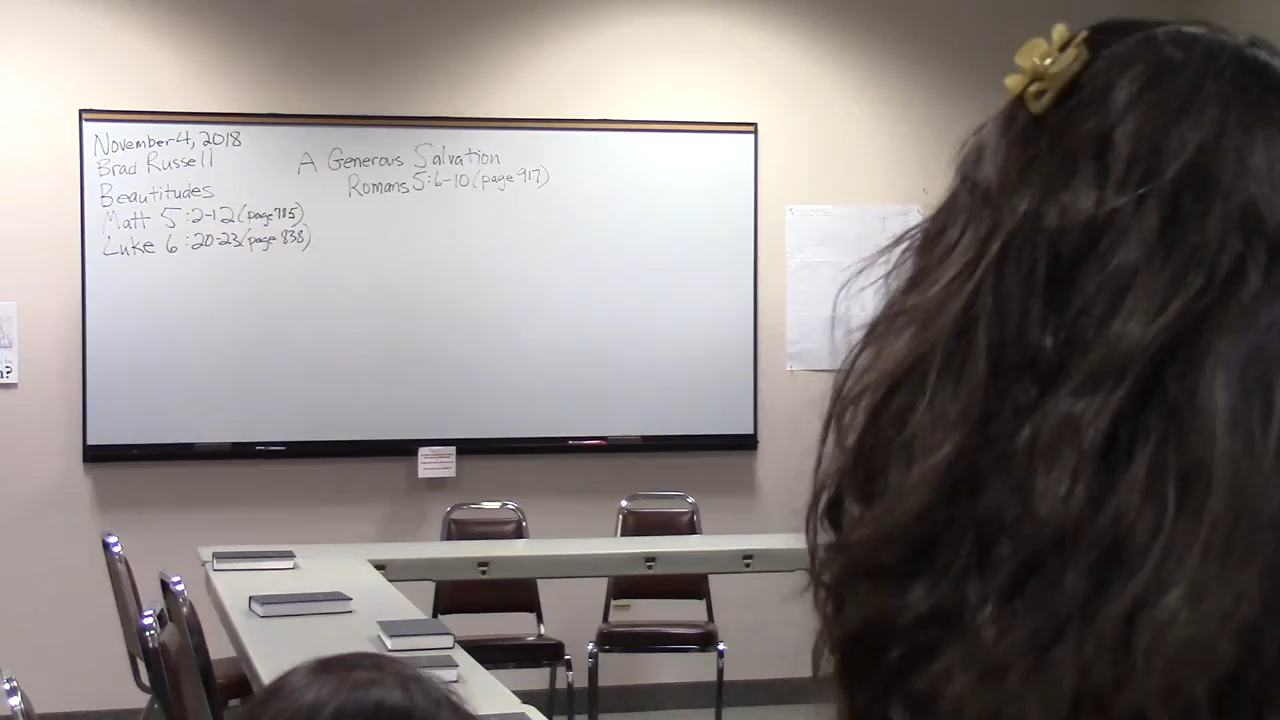 November 4, 2018
Brad Russell
Beautitudes
Matt 5:2-12 (page 785)
Luke 6:20-23 (page 838)
A Generous Salvation
Romans 5:6-10 (page 917)
?